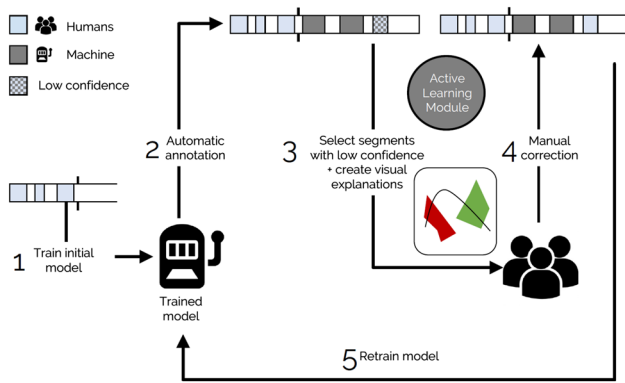 Humans
Machine
Low confidence
1 Train initial
model
2 Automatic
annotation
Trained
model
3 Select segments
with low confidence
+ create visual
explanations
Active
Learning
Module
4 Manual
correction
5 Retrain model